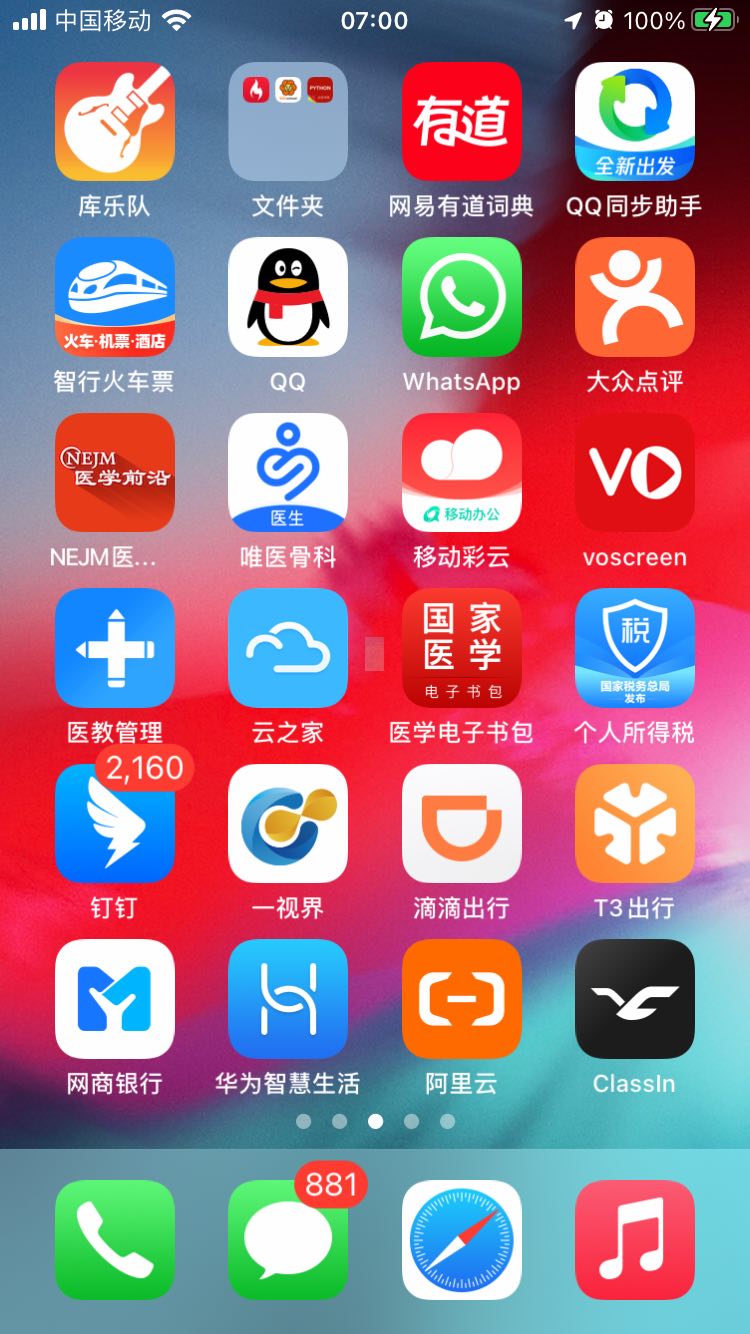 中国移动
07:00
100%
PYTHON
有道
全新出发
库乐队
文件夹
网易有道词典
QQ同步助手
火车·机票·酒店
智行火车票
QQ
WhatsApp
大众点评
NEJM
医学前沿
医生
移动办公
VO
NEJM医...
唯医骨科
移动彩云
voscreen
国家
医学
电子书包
税
国家税务总局
发布
医教管理
云之家
医学电子书包
个人所得税
2,160
钉钉
一视界
滴滴出行
T3出行
网商银行
华为智慧生活
阿里云
ClassIn
881